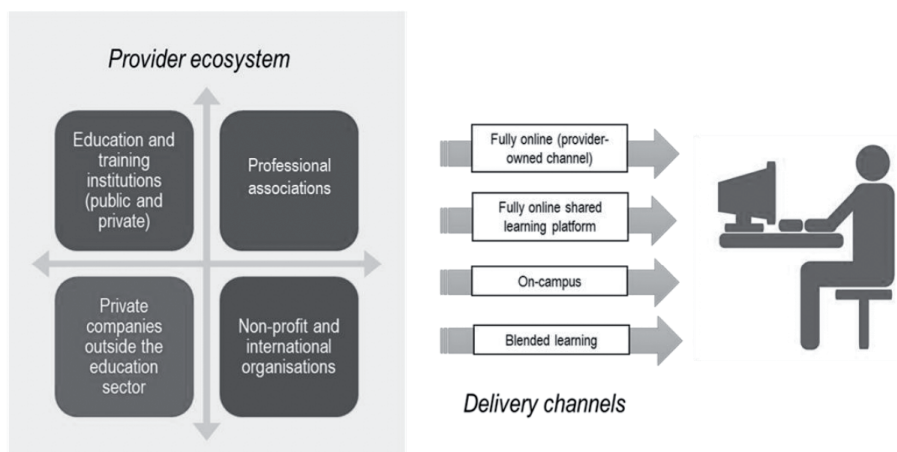 Provider ecosystem
Education and
training
institutions
(public and
private)
Professional
associations
Private
companies
outside the
education
sector
Non-profit and
international
organisations
Fully online (provider-
owned channel)
Fully online shared
learning platform
On-campus
Blended learning
Delivery channels